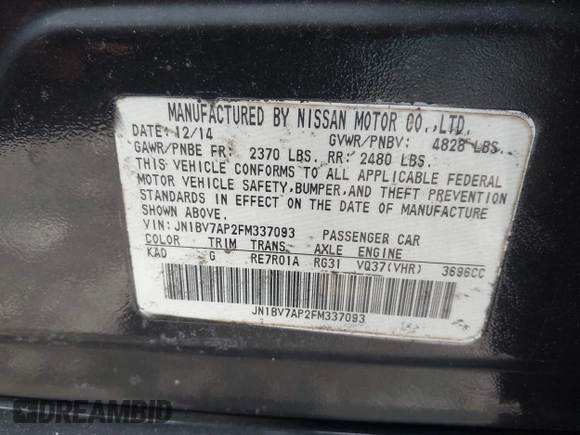 MANUFACTURED BY NISSAN MOTOR CO.,LTD.
DATE: 12/14 GVWR/PNBV: 4828 LBS.
GAWR/PNBE FR: 2370 LBS. RR: 2480 LBS.
THIS VEHICLE CONFORMS TO ALL APPLICABLE FEDERAL
MOTOR VEHICLE SAFETY,BUMPER,AND THEFT PREVENTION
STANDARDS IN EFFECT ON THE DATE OF MANUFACTURE
SHOWN ABOVE.
VIN:JN1BV7AP2FM337093 PASSENGER CAR
COLOR TRIM TRANS. AXLE ENGINE
KAD G RE7R01A RG31 VQ37(VHR) 3696CC
JN1BV7AP2FM337093
DREAMBID